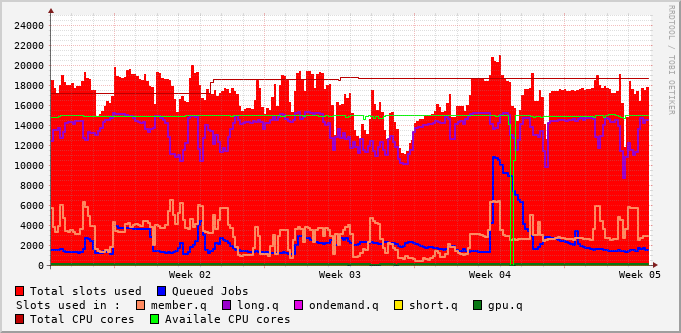 RRDTOOL / TOBI OETIKER
24000
22000
20000
18000
16000
14000
12000
10000
8000
6000
4000
2000
0
Week 02 Week 03 Week 04 Week 05
Total slots used Queued Jobs
Slots used in : member.q long.q ondemand.q short.q gpu.q
Total CPU cores Availale CPU cores